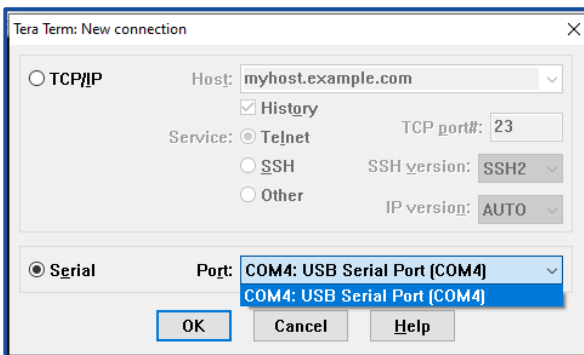 Tera Term: New connection
TCP/IP Host: myhost.example.com
History
Service: Telnet TCP port#: 23
SSH SSH version: SSH2
Other IP version: AUTO
Serial Port: COM4: USB Serial Port (COM4)
COM4: USB Serial Port (COM4)
OK Cancel Help